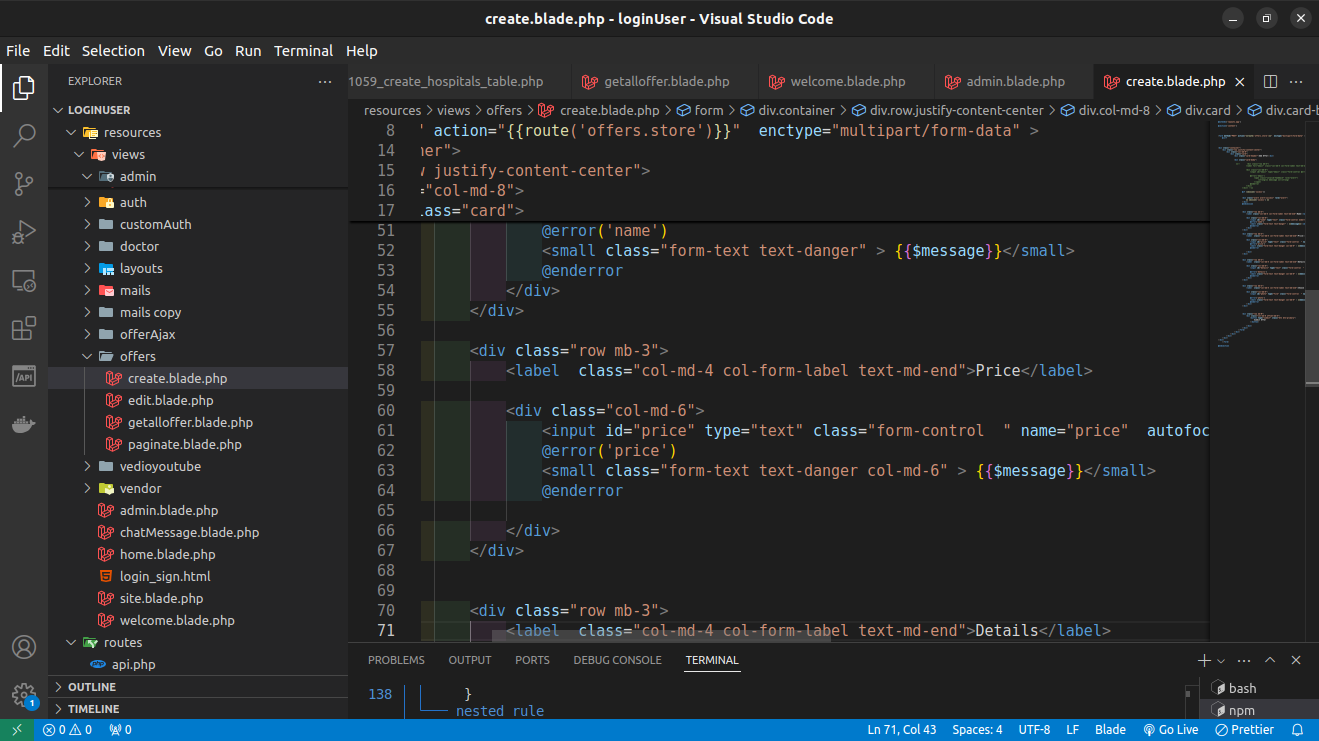 create.blade.php - loginUser - Visual Studio Code
File Edit Selection View Go Run Terminal Help
EXPLORER
LOGINUSER
resources
views
admin
auth
customAuth
doctor
layouts
mails
mails copy
offerAjax
offers
create.blade.php
edit.blade.php
getalloffer.blade.php
paginate.blade.php
vedioyoutube
vendor
admin.blade.php
chatMessage.blade.php
home.blade.php
login_sign.html
site.blade.php
welcome.blade.php
routes
api.php
OUTLINE
TIMELINE
1059_create_hospitals_table.php getalloffer.blade.php welcome.blade.php admin.blade.php create.blade.php
resources > views > offers > create.blade.php > form > div.container > div.row.justify-content-center > div.col-md-8 > div.card > div.card-b
8 " action="{{route('offers.store')}}"  enctype="multipart/form-data" >
14 ner">
15 v justify-content-center">
16 ="col-md-8">
17 lass="card">
51 @error('name')
52 <small class="form-text text-danger" > {{$message}}</small>
53 @enderror
54 </div>
55 </div>
56
57 <div class="row mb-3">
58 <label  class="col-md-4 col-form-label text-md-end">Price</label>
59
60 <div class="col-md-6">
61 <input id="price" type="text" class="form-control  " name="price"  autofoc
62 @error('price')
63 <small class="form-text text-danger col-md-6" > {{$message}}</small>
64 @enderror
65
66 </div>
67 </div>
68
69
70 <div class="row mb-3">
71 <label  class="col-md-4 col-form-label text-md-end">Details</label>
PROBLEMS OUTPUT PORTS DEBUG CONSOLE TERMINAL
138 }
nested rule
bash
npm
1
0 0 0 Ln 71, Col 43 Spaces: 4 UTF-8 LF Blade Go Live Prettier